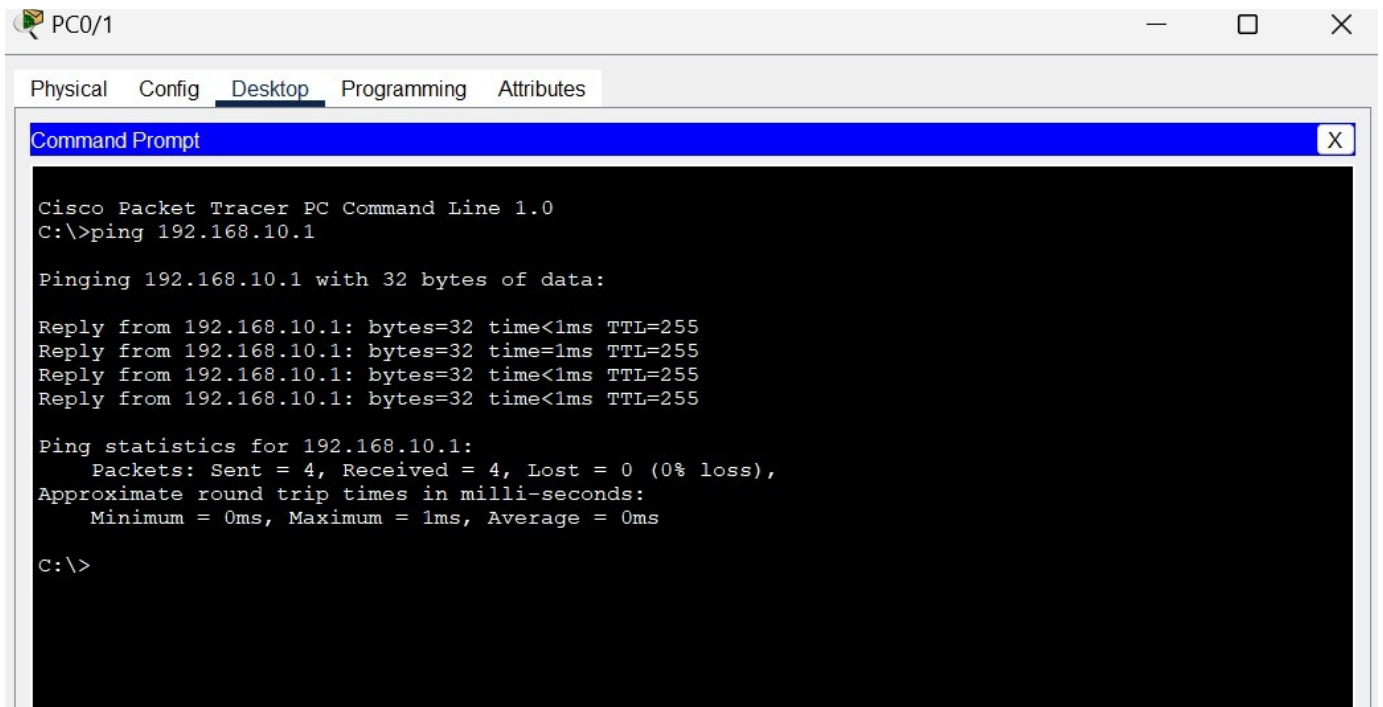 PC0/1
Physical Config Desktop Programming Attributes
Command Prompt
X
Cisco Packet Tracer PC Command Line 1.0
C:\>ping 192.168.10.1
Pinging 192.168.10.1 with 32 bytes of data:
Reply from 192.168.10.1: bytes=32 time<1ms TTL=255
Reply from 192.168.10.1: bytes=32 time=1ms TTL=255
Reply from 192.168.10.1: bytes=32 time<1ms TTL=255
Reply from 192.168.10.1: bytes=32 time<1ms TTL=255
Ping statistics for 192.168.10.1:
Packets: Sent = 4, Received = 4, Lost = 0 (0% loss),
Approximate round trip times in milli-seconds:
Minimum = 0ms, Maximum = 1ms, Average = 0ms
C:\>